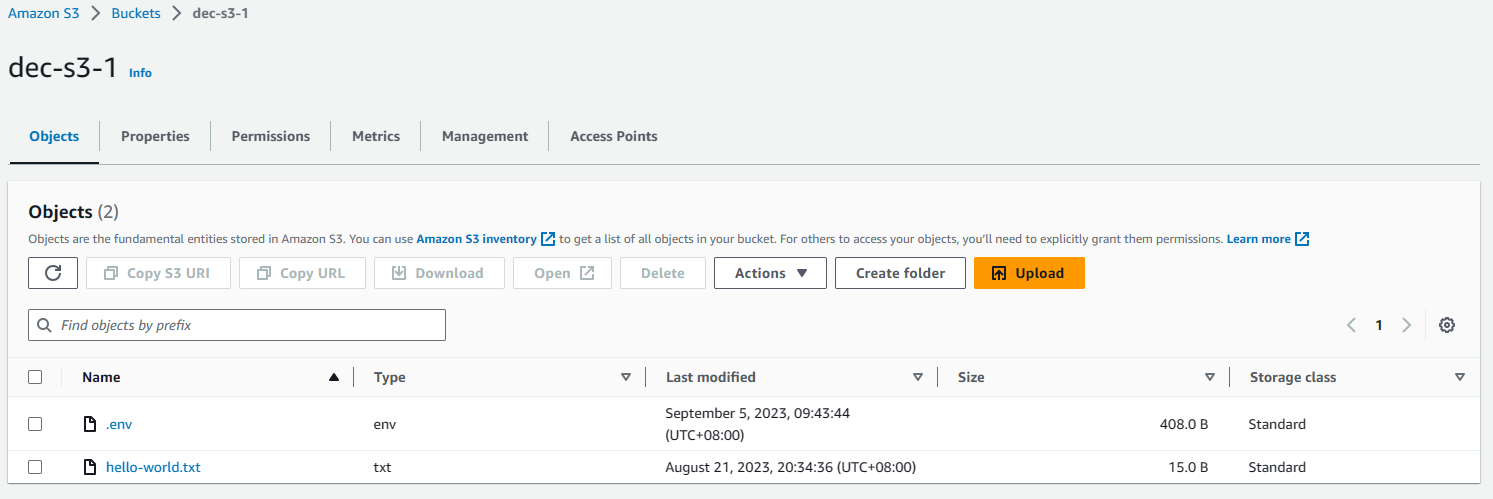 Amazon S3 > Buckets > dec-s3-1
dec-s3-1 Info
Objects Properties Permissions Metrics Management Access Points
Objects (2)
Objects are the fundamental entities stored in Amazon S3. You can use Amazon S3 inventory to get a list of all objects in your bucket. For others to access your objects, you'll need to explicitly grant them permissions. Learn more
Copy S3 URI Copy URL Download Open Delete Actions Create folder Upload
Find objects by prefix
1
Name Type Last modified Size Storage class
.env env September 5, 2023, 09:43:44 408.0 B Standard
(UTC+08:00)
hello-world.txt txt August 21, 2023, 20:34:36 (UTC+08:00) 15.0 B Standard